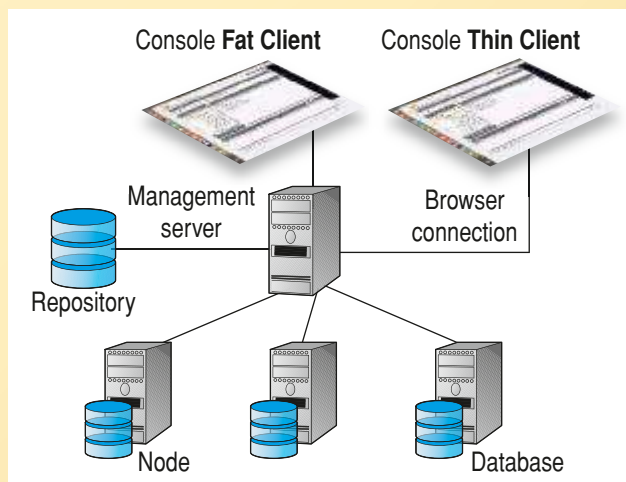 Console Fat Client
Console Thin Client
Management
server
Browser
connection
Repository
Node
Database